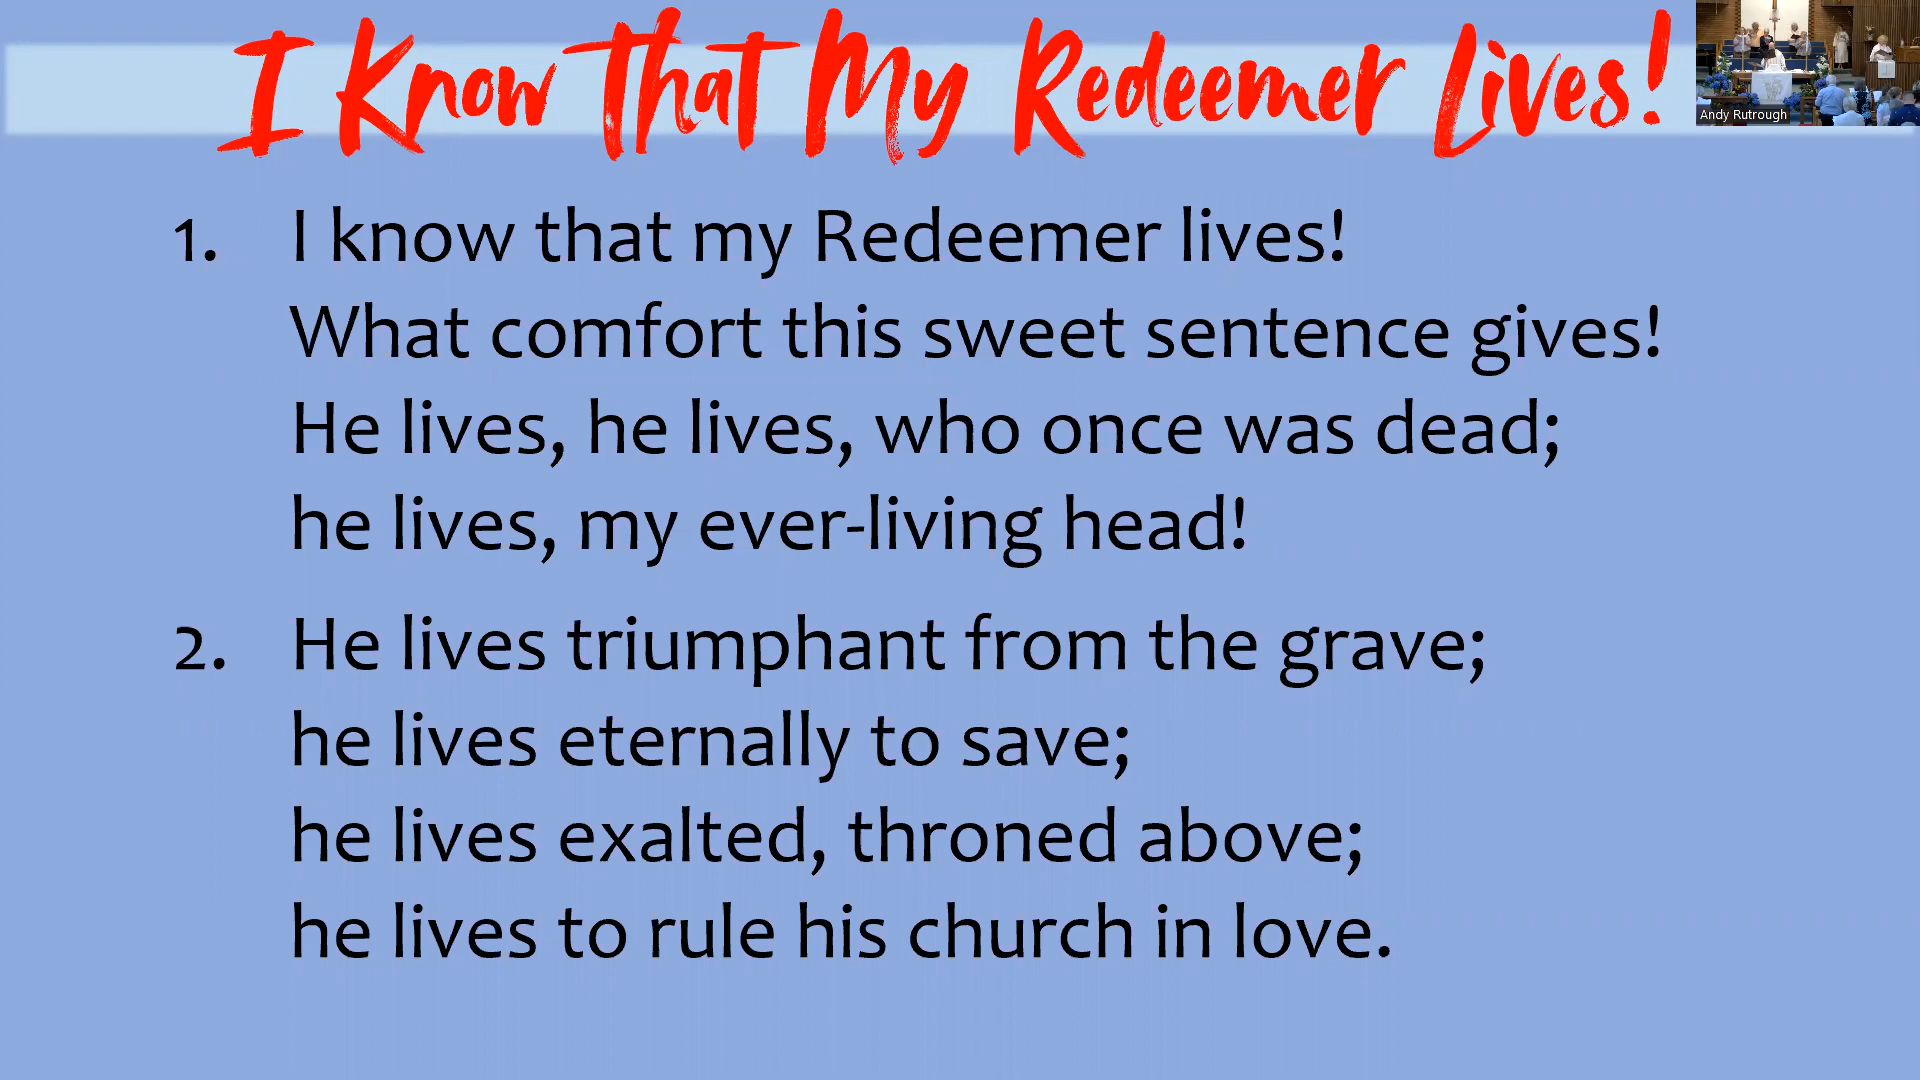 I Know That My Redeemer Lives!
Andy Rutrough
1. I know that my Redeemer lives!
What comfort this sweet sentence gives!
He lives, he lives, who once was dead;
he lives, my ever-living head!
2. He lives triumphant from the grave;
he lives eternally to save;
he lives exalted, throned above;
he lives to rule his church in love.